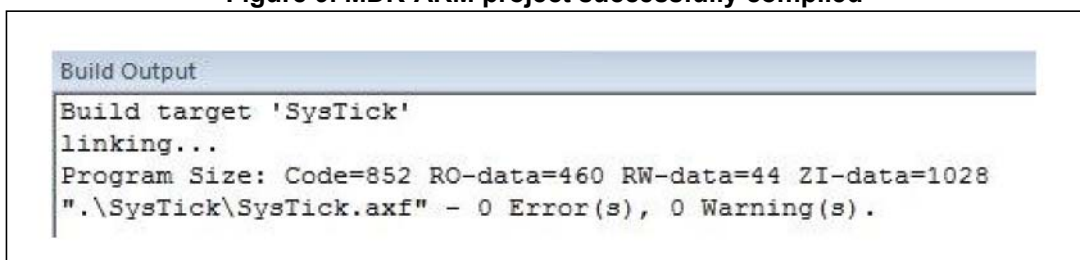 Figure 9. MDK-ARM project successfully compiled
Build Output
Build target 'SysTick'
linking...
Program Size: Code=852 RO-data=460 RW-data=44 ZI-data=1028
".\SysTick\SysTick.axf" - 0 Error(s), 0 Warning(s).